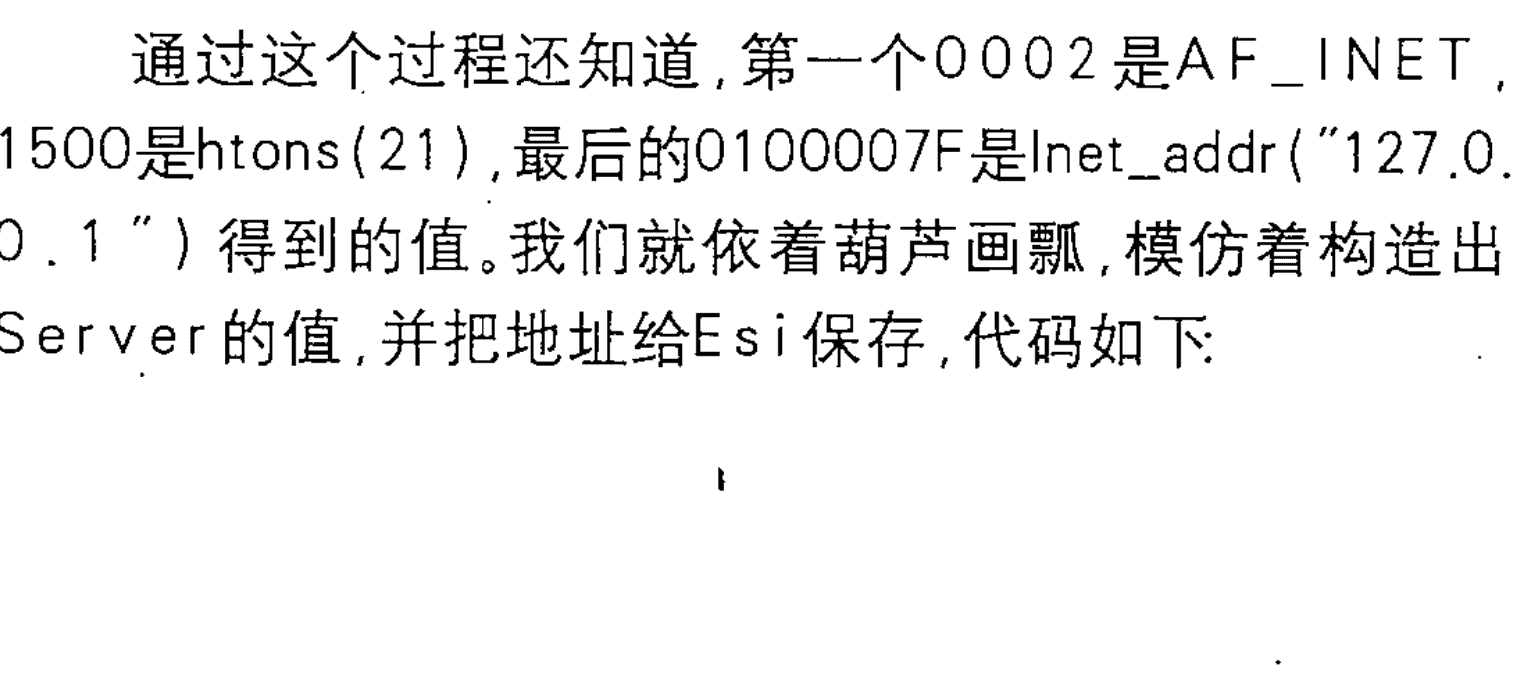 通过这个过程还知道,第一个0002是AF_INET,
1500是htons(21),最后的0100007F是Inet_addr("127.0.
0.1")得到的值。我们就依着葫芦画瓢,模仿着构造出
Server的值,并把地址给Esi保存,代码如下: